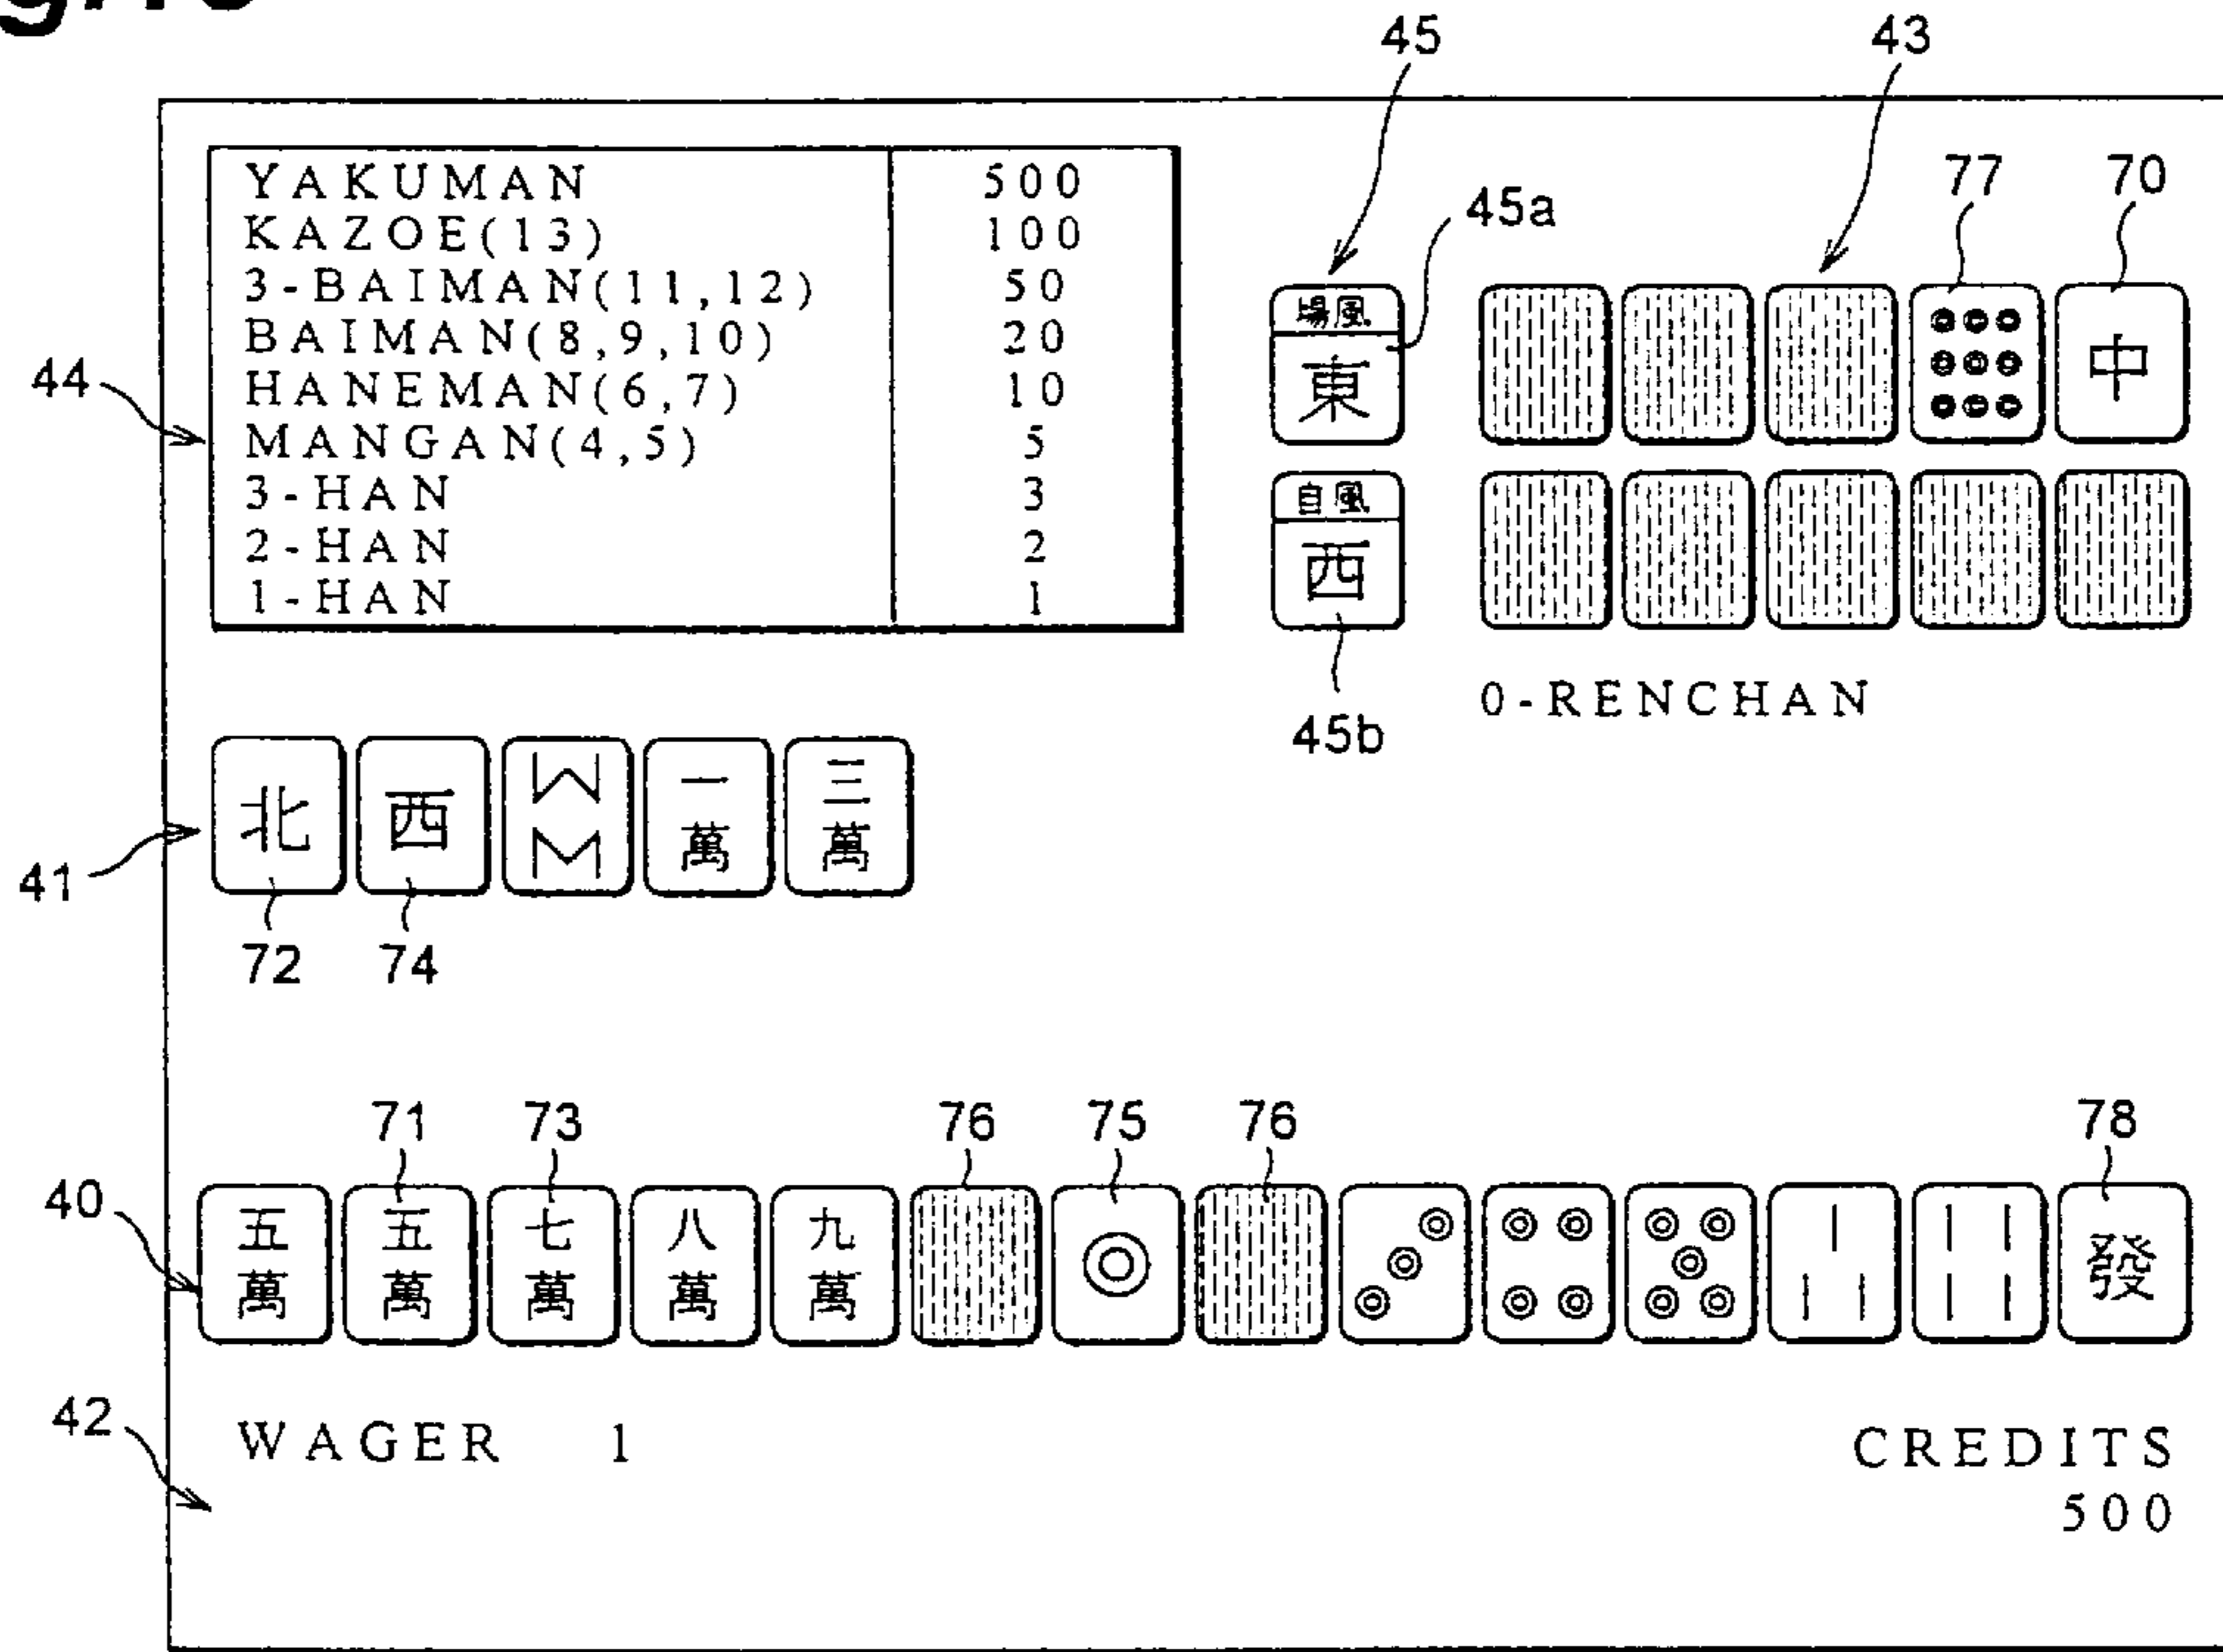 45 43
YAKUMAN 500
KAZOE(13) 100
3-BAIMAN(11,12) 50
BAIMAN(8,9,10) 20
HANEMAN(6,7) 10
MANGAN(4,5) 5
3-HAN 3
2-HAN 2
1-HAN 1
45a 77 70
場風
東 中
44
自風
西
45b
0-RENCHAN
北 西 一萬 三萬
41
72 74
71 73 76 75 76 78
40
五萬 五萬 七萬 八萬 九萬 發
42
WAGER 1
CREDITS
500